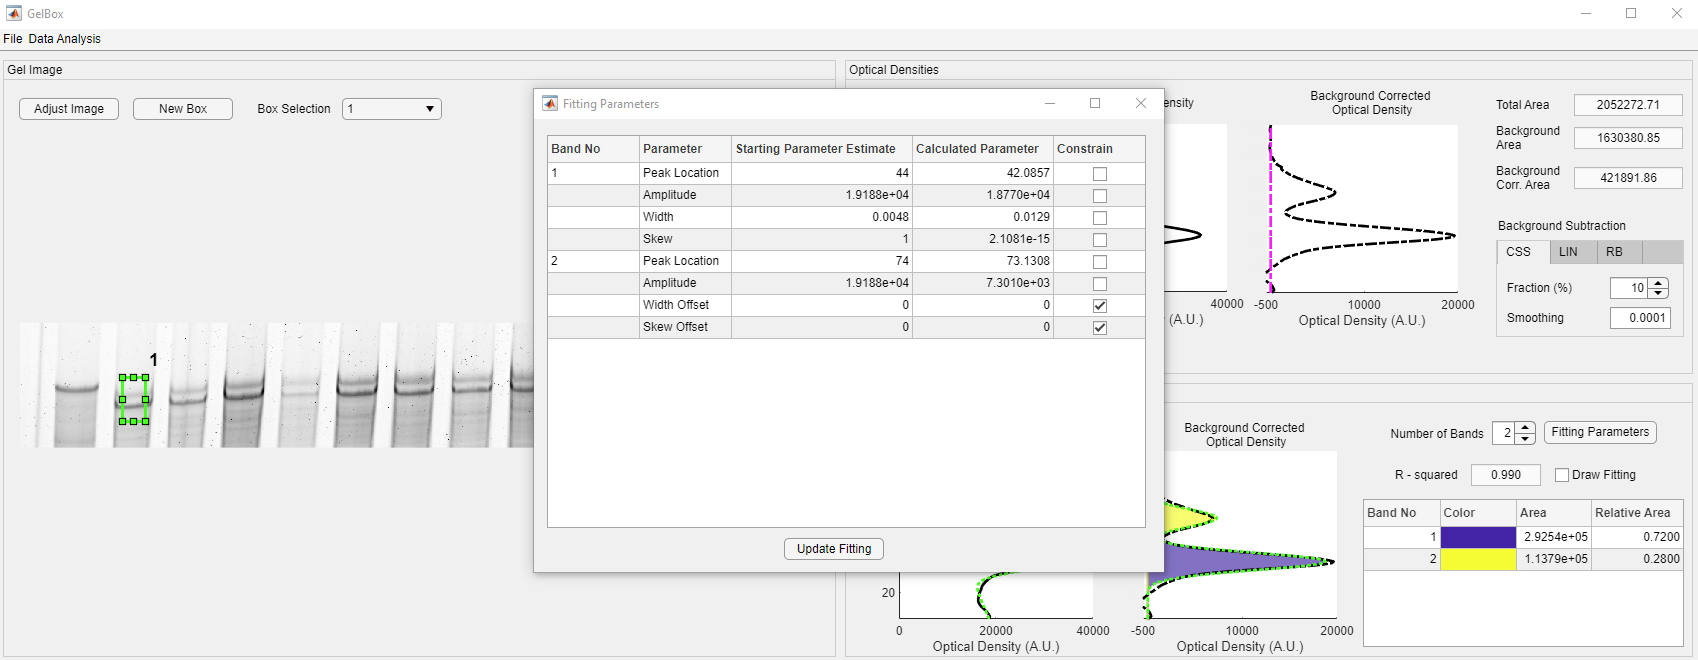 GelBox
File Data Analysis
Gel Image
Adjust Image
New Box
Box Selection
1
1
Fitting Parameters
Band No Parameter Starting Parameter Estimate Calculated Parameter Constrain
1 Peak Location 44 42.0857
Amplitude 1.9188e+04 1.8770e+04
Width 0.0048 0.0129
Skew 1 2.1081e-15
2 Peak Location 74 73.1308
Amplitude 1.9188e+04 7.3010e+03
Width Offset 0 0
Skew Offset 0 0
Update Fitting
Optical Densities
ensity
40000
(A.U.)
Background Corrected
Optical Density
-500 10000 20000
Optical Density (A.U.)
Total Area 2052272.71
Background
Area 1630380.85
Background
Corr. Area 421891.86
Background Subtraction
CSS LIN RB
Fraction (%) 10
Smoothing 0.0001
20
0 20000 40000
Optical Density (A.U.)
Background Corrected
Optical Density
-500 10000 20000
Optical Density (A.U.)
Number of Bands 2 Fitting Parameters
R - squared 0.990 Draw Fitting
Band No Color Area Relative Area
1 2.9254e+05 0.7200
2 1.1379e+05 0.2800